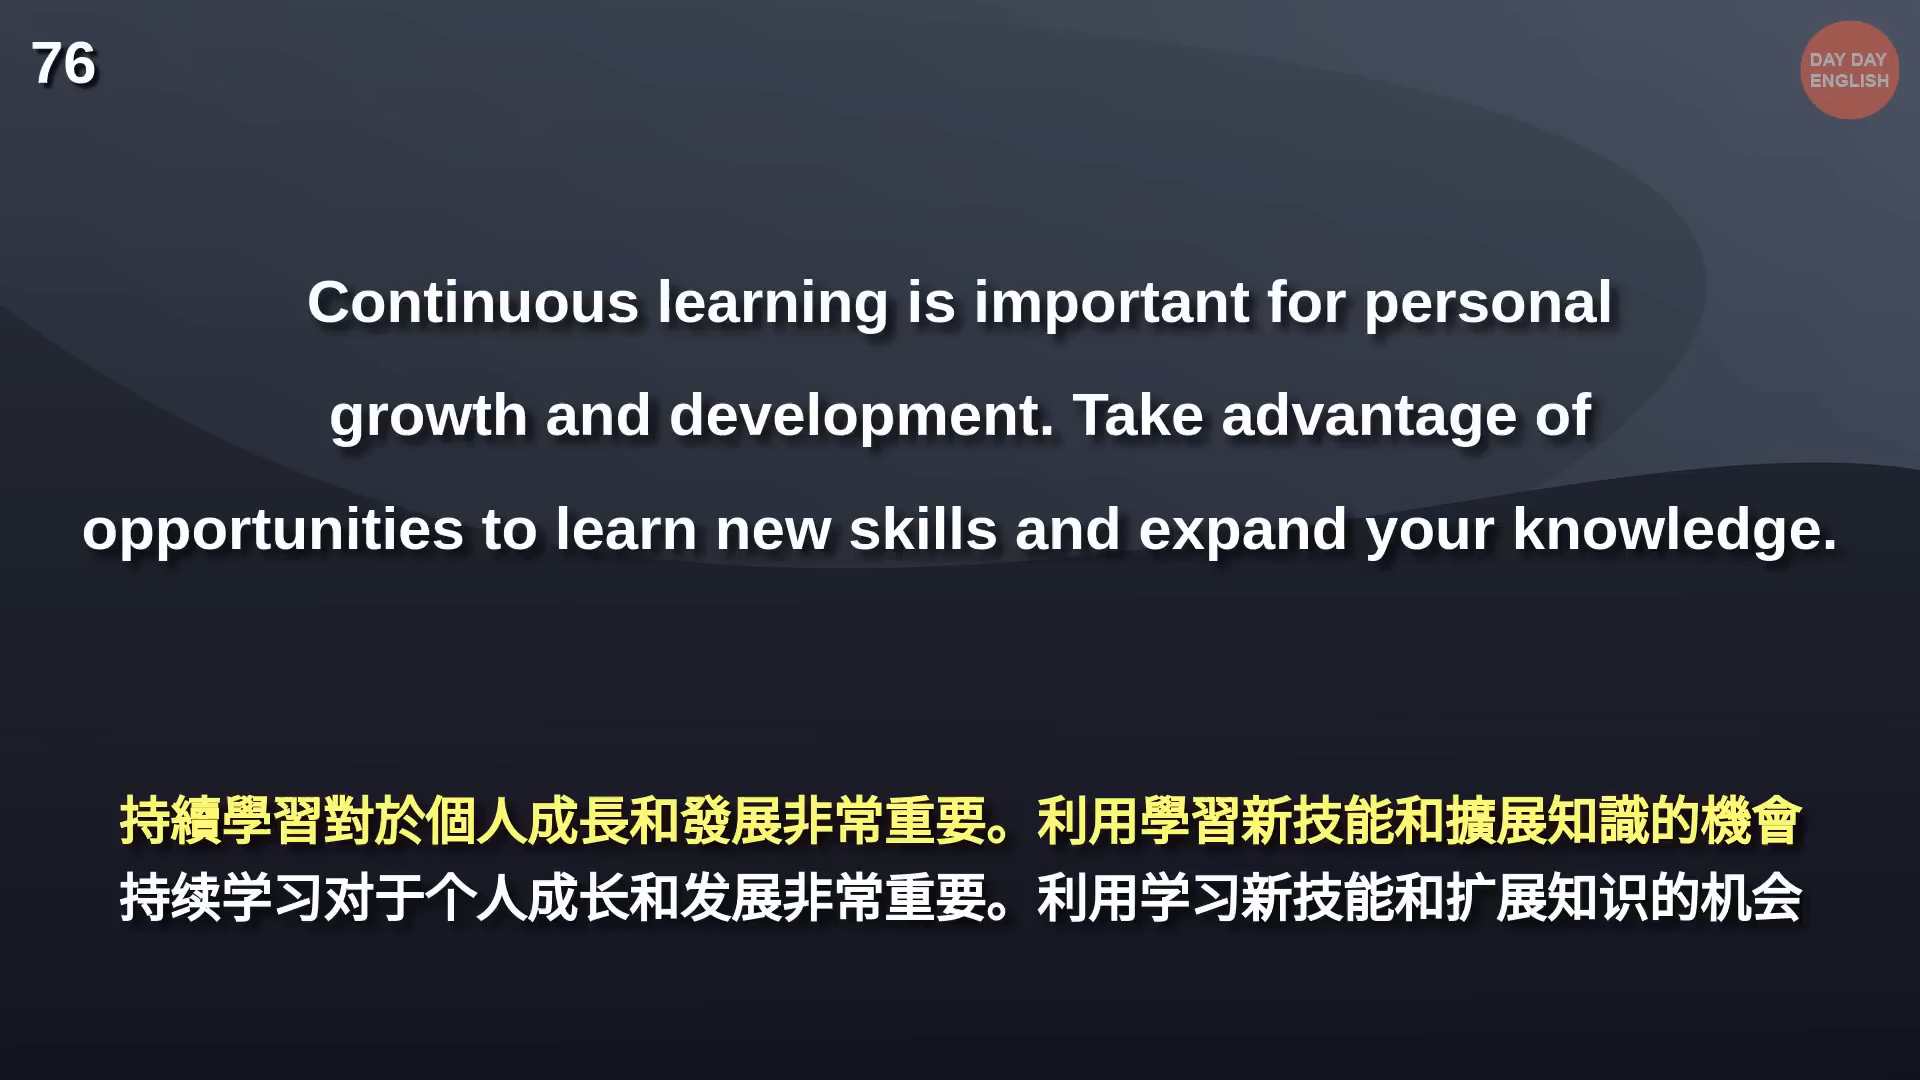 76
DAY DAY
ENGLISH
Continuous learning is important for personal
growth and development. Take advantage of
opportunities to learn new skills and expand your knowledge.
持續學習對於個人成長和發展非常重要。利用學習新技能和擴展知識的機會
持续学习对于个人成长和发展非常重要。利用学习新技能和扩展知识的机会